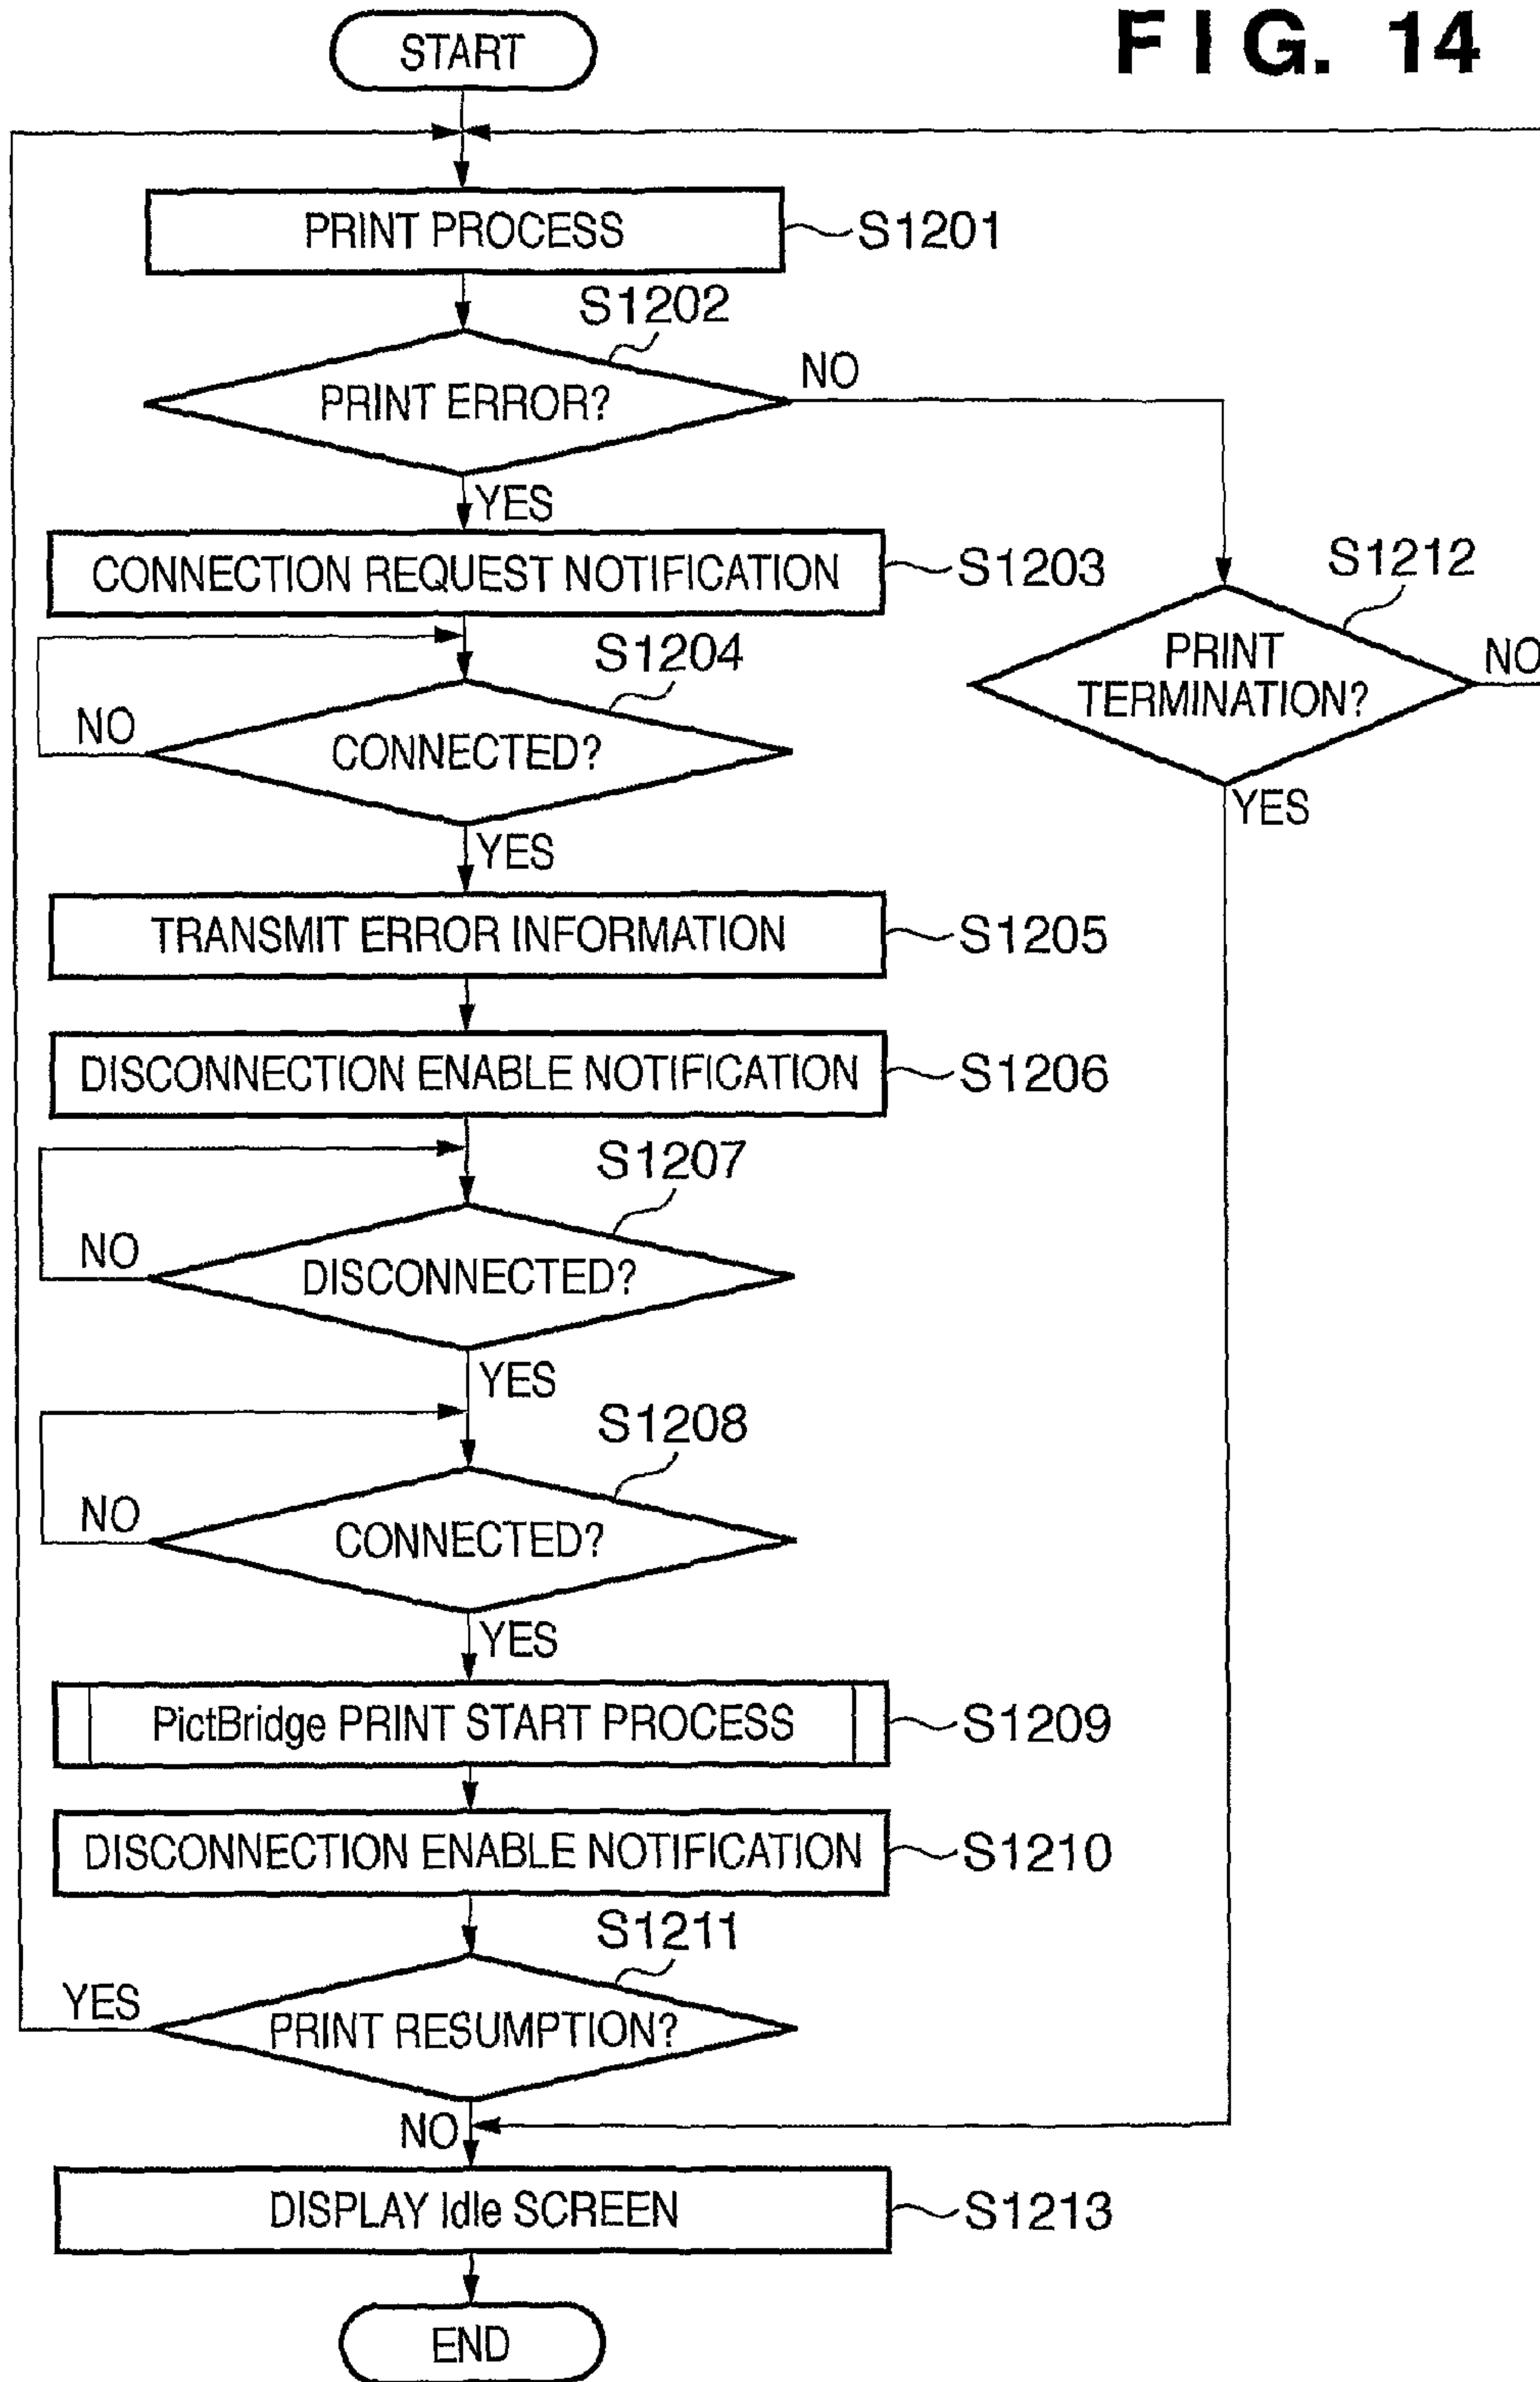 FIG. 14
START
PRINT PROCESS
S1201
S1202
PRINT ERROR?
NO
YES
CONNECTION REQUEST NOTIFICATION
S1203
S1212
PRINT
TERMINATION?
NO
YES
S1204
NO
CONNECTED?
YES
TRANSMIT ERROR INFORMATION
S1205
DISCONNECTION ENABLE NOTIFICATION
S1206
S1207
NO
DISCONNECTED?
YES
S1208
NO
CONNECTED?
YES
PictBridge PRINT START PROCESS
S1209
DISCONNECTION ENABLE NOTIFICATION
S1210
S1211
YES
PRINT RESUMPTION?
NO
DISPLAY Idle SCREEN
S1213
END